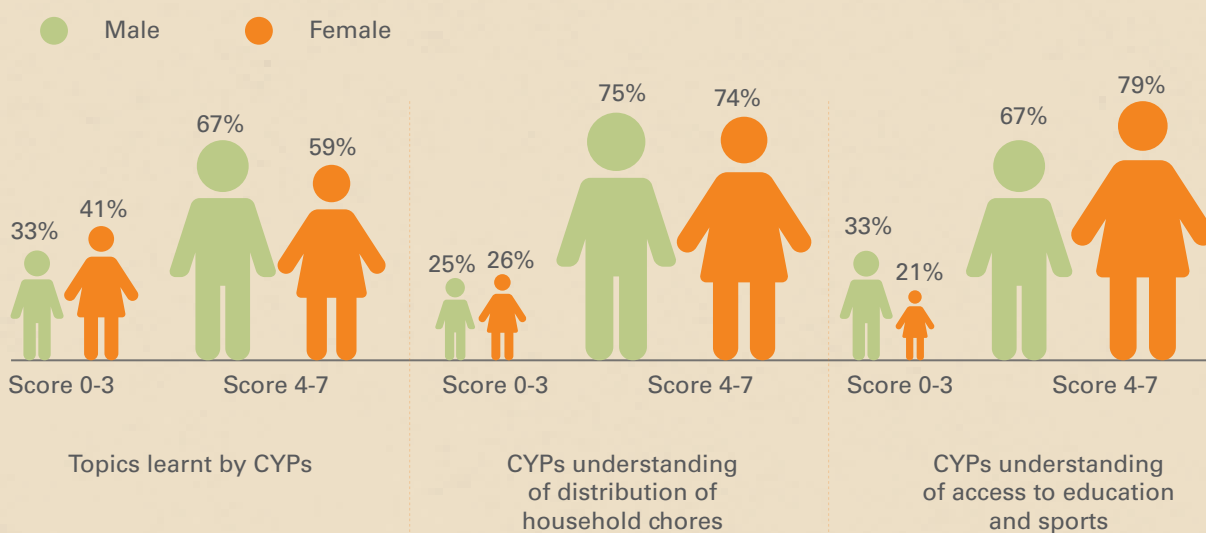 Male Female
33% 41% 67% 59%
25% 26% 75% 74%
33% 21% 67% 79%
Score 0-3 Score 4-7
Score 0-3 Score 4-7
Score 0-3 Score 4-7
Topics learnt by CYPs
CYPs understanding
of distribution of
household chores
CYPs understanding
of access to education
and sports